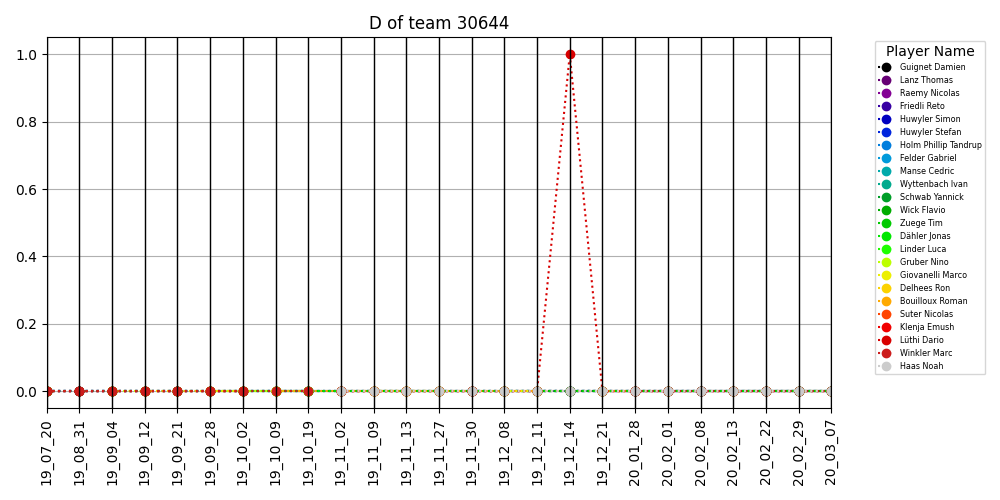 D of team 30644
1.0
0.8
0.6
0.4
0.2
0.0
19_07_20
19_08_31
19_09_04
19_09_12
19_09_21
19_09_28
19_10_02
19_10_09
19_10_19
19_11_02
19_11_09
19_11_13
19_11_27
19_11_30
19_12_08
19_12_11
19_12_14
19_12_21
20_01_28
20_02_01
20_02_08
20_02_13
20_02_22
20_02_29
20_03_07
Player Name
Guignet Damien
Lanz Thomas
Raemy Nicolas
Friedli Reto
Huwyler Simon
Huwyler Stefan
Holm Phillip Tandrup
Felder Gabriel
Manse Cedric
Wyttenbach Ivan
Schwab Yannick
Wick Flavio
Zuege Tim
Dähler Jonas
Linder Luca
Gruber Nino
Giovanelli Marco
Delhees Ron
Bouilloux Roman
Suter Nicolas
Klenja Emush
Lüthi Dario
Winkler Marc
Haas Noah